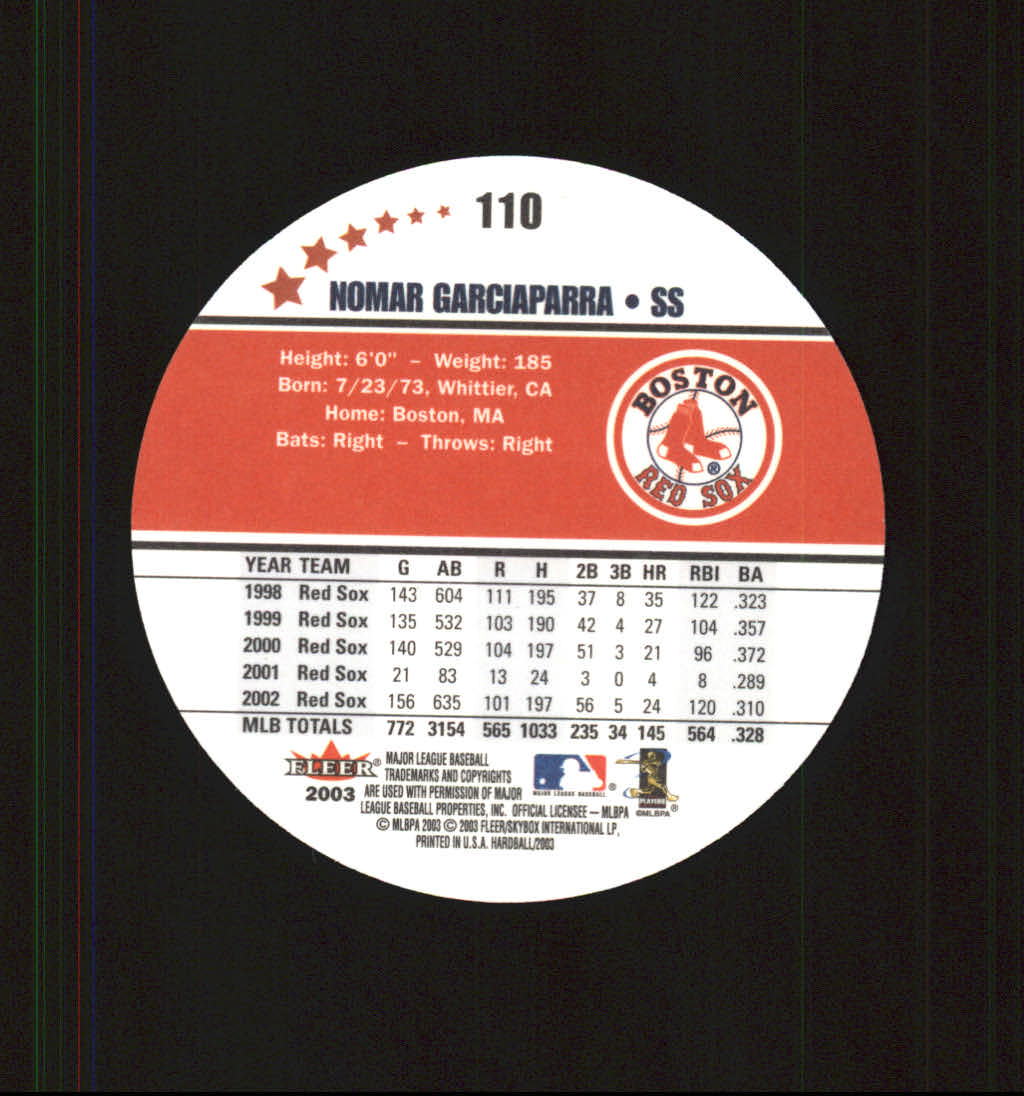 110
NOMAR GARCIAPARRA • SS
Height: 6'0" – Weight: 185
Born: 7/23/73, Whittier, CA
Home: Boston, MA
Bats: Right – Throws: Right
BOSTON
RED SOX
®
YEAR TEAM G AB R H 2B 3B HR RBI BA
1998 Red Sox 143 604 111 195 37 8 35 122 .323
1999 Red Sox 135 532 103 190 42 4 27 104 .357
2000 Red Sox 140 529 104 197 51 3 21 96 .372
2001 Red Sox 21 83 13 24 3 0 4 8 .289
2002 Red Sox 156 635 101 197 56 5 24 120 .310
MLB TOTALS 772 3154 565 1033 235 34 145 564 .328
FLEER®
2003
MAJOR LEAGUE BASEBALL
TRADEMARKS AND COPYRIGHTS
ARE USED WITH PERMISSION OF MAJOR
LEAGUE BASEBALL PROPERTIES, INC. OFFICIAL LICENSEE — MLBPA
© MLBPA 2003 © 2003 FLEER/SKYBOX INTERNATIONAL LP,
PRINTED IN U.S.A. HARDBALL/2003
MAJOR LEAGUE BASEBALL®
PLAYERS
©MLBPA®